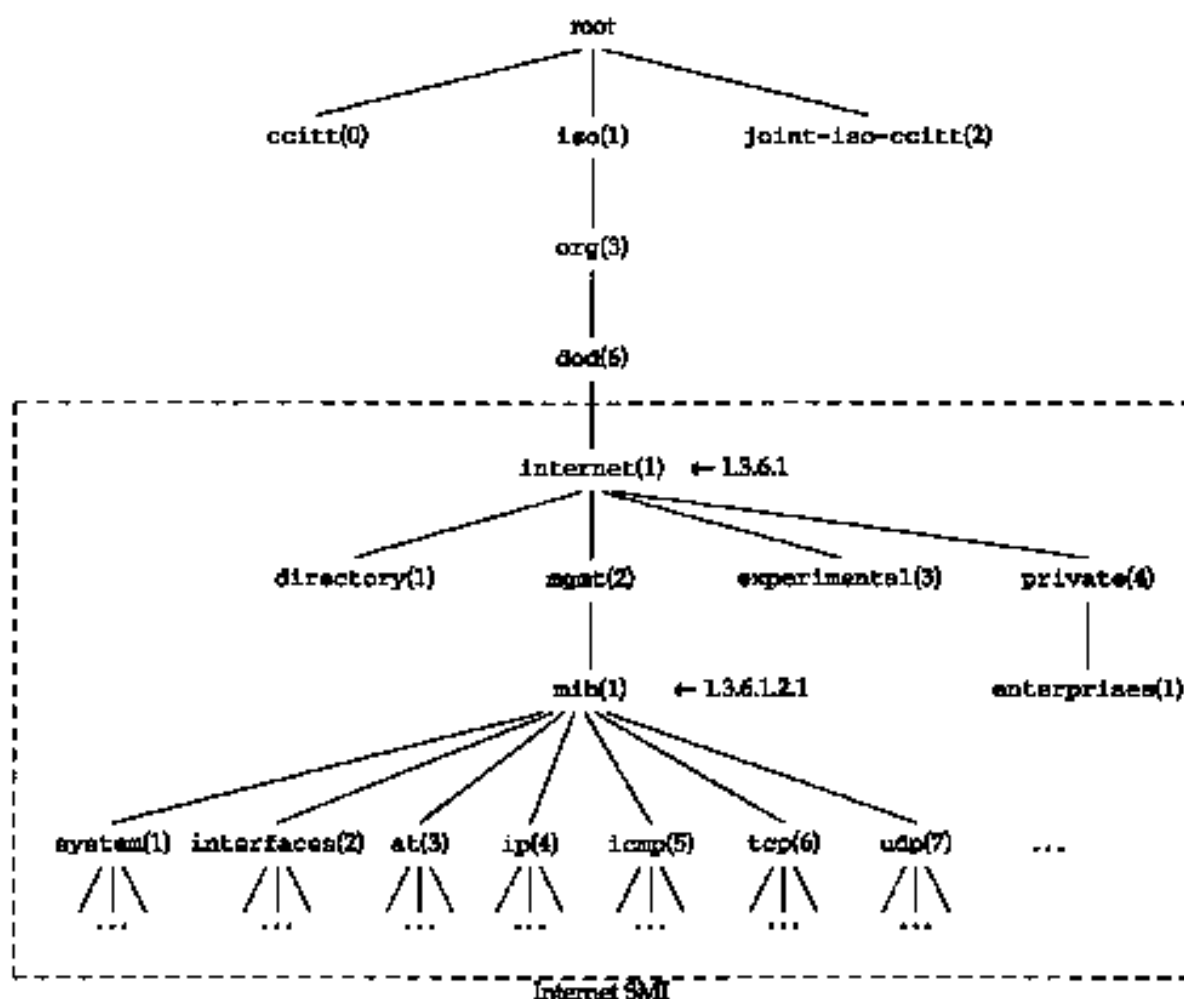 root
ccitt(0) iso(1) joint-iso-ccitt(2)
org(3)
dod(6)
internet(1) ← 1.3.6.1
directory(1) mgmt(2) experimental(3) private(4)
mib(1) ← 1.3.6.1.2.1 enterprises(1)
system(1) interfaces(2) at(3) ip(4) icmp(5) tcp(6) udp(7) ...
... ... ... ... ... ... ...
Internet SMI